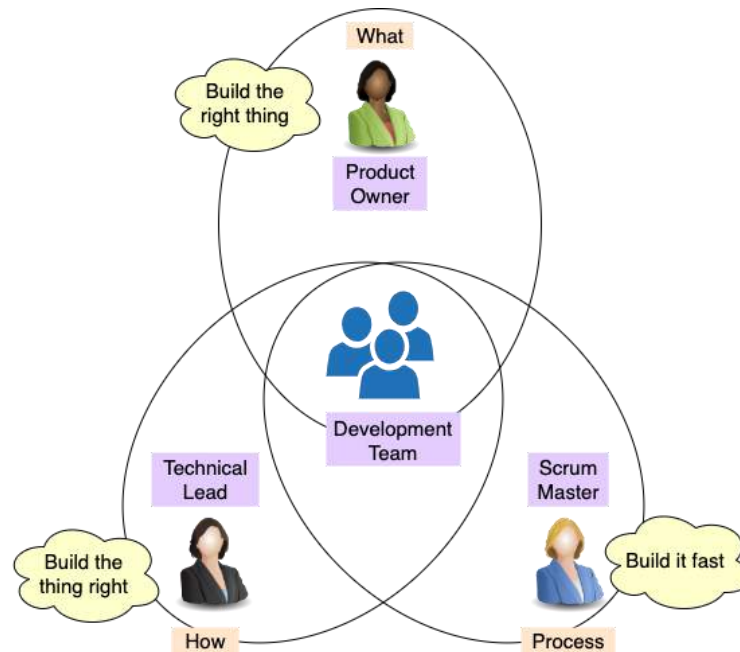 What
Build the
right thing
Product
Owner
Development
Team
Technical
Lead
Scrum
Master
Build the
thing right
Build it fast
How
Process